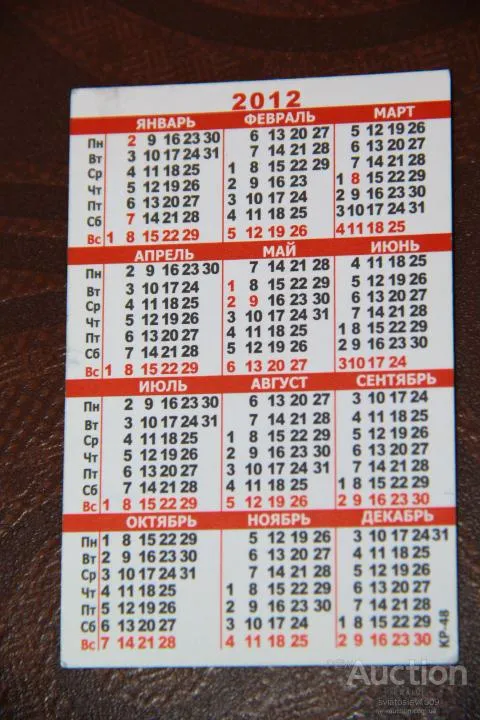 2012
ЯНВАРЬ ФЕВРАЛЬ МАРТ
Пн 2 9 16 23 30 6 13 20 27 5 12 19 26
Вт 3 10 17 24 31 7 14 21 28 6 13 20 27
Ср 4 11 18 25 1 8 15 22 29 7 14 21 28
Чт 5 12 19 26 2 9 16 23 1 8 15 22 29
Пт 6 13 20 27 3 10 17 24 2 9 16 23 30
Сб 7 14 21 28 4 11 18 25 3 10 17 24 31
Вс 1 8 15 22 29 5 12 19 26 4 11 18 25
АПРЕЛЬ МАЙ ИЮНЬ
Пн 2 9 16 23 30 7 14 21 28 4 11 18 25
Вт 3 10 17 24 1 8 15 22 29 5 12 19 26
Ср 4 11 18 25 2 9 16 23 30 6 13 20 27
Чт 5 12 19 26 3 10 17 24 31 7 14 21 28
Пт 6 13 20 27 4 11 18 25 1 8 15 22 29
Сб 7 14 21 28 5 12 19 26 2 9 16 23 30
Вс 1 8 15 22 29 6 13 20 27 3 10 17 24
ИЮЛЬ АВГУСТ СЕНТЯБРЬ
Пн 2 9 16 23 30 6 13 20 27 3 10 17 24
Вт 3 10 17 24 31 7 14 21 28 4 11 18 25
Ср 4 11 18 25 1 8 15 22 29 5 12 19 26
Чт 5 12 19 26 2 9 16 23 30 6 13 20 27
Пт 6 13 20 27 3 10 17 24 31 7 14 21 28
Сб 7 14 21 28 4 11 18 25 1 8 15 22 29
Вс 1 8 15 22 29 5 12 19 26 2 9 16 23 30
ОКТЯБРЬ НОЯБРЬ ДЕКАБРЬ
Пн 1 8 15 22 29 5 12 19 26 3 10 17 24 31
Вт 2 9 16 23 30 6 13 20 27 4 11 18 25
Ср 3 10 17 24 31 7 14 21 28 5 12 19 26
Чт 4 11 18 25 1 8 15 22 29 6 13 20 27
Пт 5 12 19 26 2 9 16 23 30 7 14 21 28
Сб 6 13 20 27 3 10 17 24 1 8 15 22 29
Вс 7 14 21 28 4 11 18 25 2 9 16 23 30
КР-48
Auction